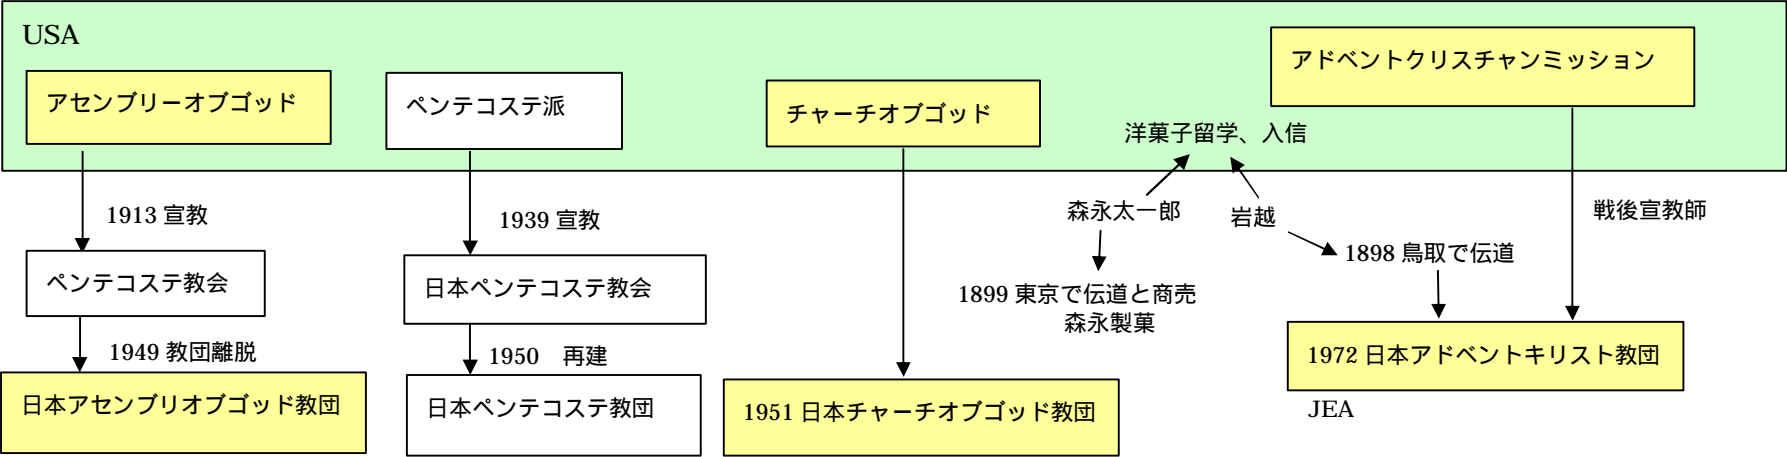 USA
アセンブリーオブゴッド
ペンテコステ派
チャーチオブゴッド
アドベントクリスチャンミッション
洋菓子留学、入信
1913 宣教
1939 宣教
森永太一郎
岩越
戦後宣教師
ペンテコステ教会
日本ペンテコステ教会
1898 鳥取で伝道
1899 東京で伝道と商売
森永製菓
1949 教団離脱
1950　再建
1972 日本アドベントキリスト教団
日本アセンブリオブゴッド教団
日本ペンテコステ教団
1951 日本チャーチオブゴッド教団
JEA